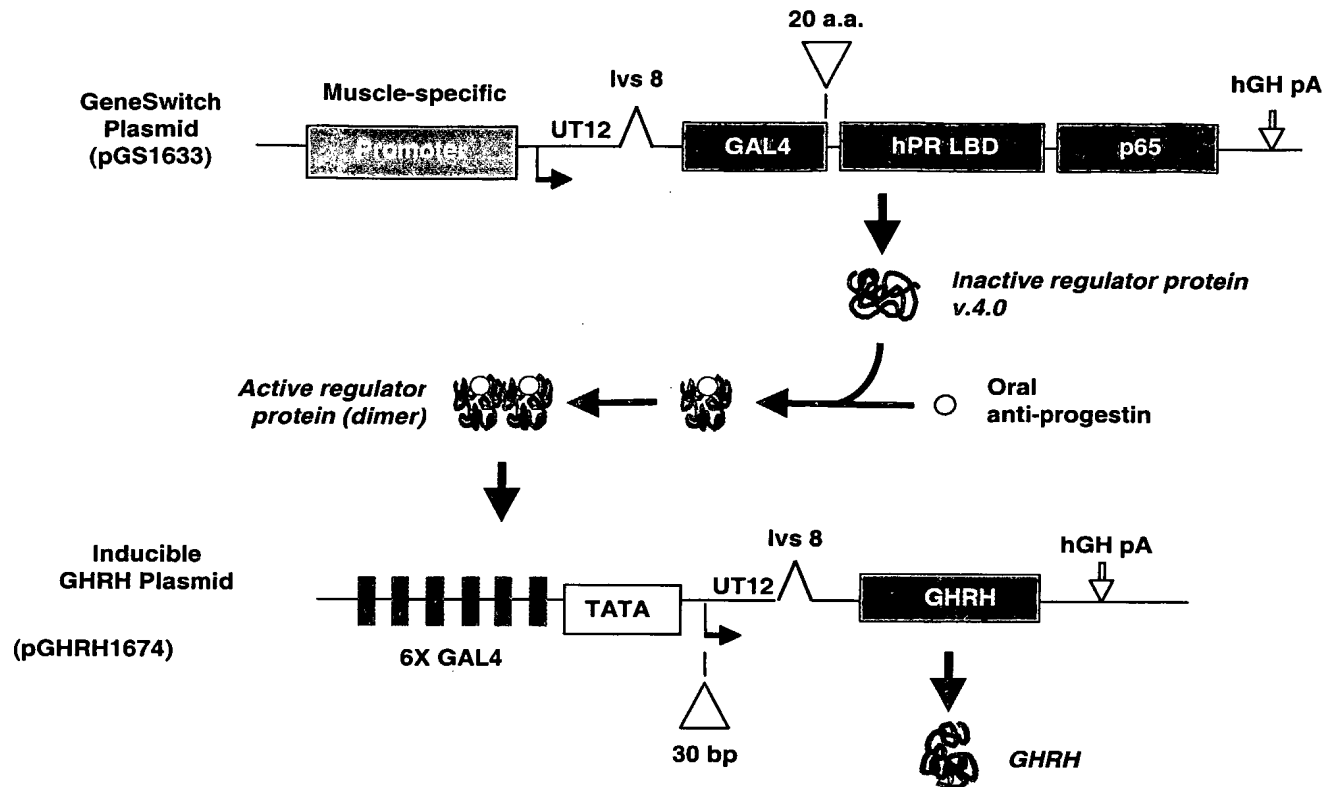 20 a.a.
Ivs 8
hGH pA
GeneSwitch
Plasmid
(pGS1633)
Muscle-specific
UT12
Promoter
GAL4
hPR LBD
p65
Inactive regulator protein
v.4.0
Active regulator
protein (dimer)
Oral
anti-progestin
Inducible
GHRH Plasmid
(pGHRH1674)
Ivs 8
hGH pA
UT12
TATA
GHRH
6X GAL4
30 bp
GHRH